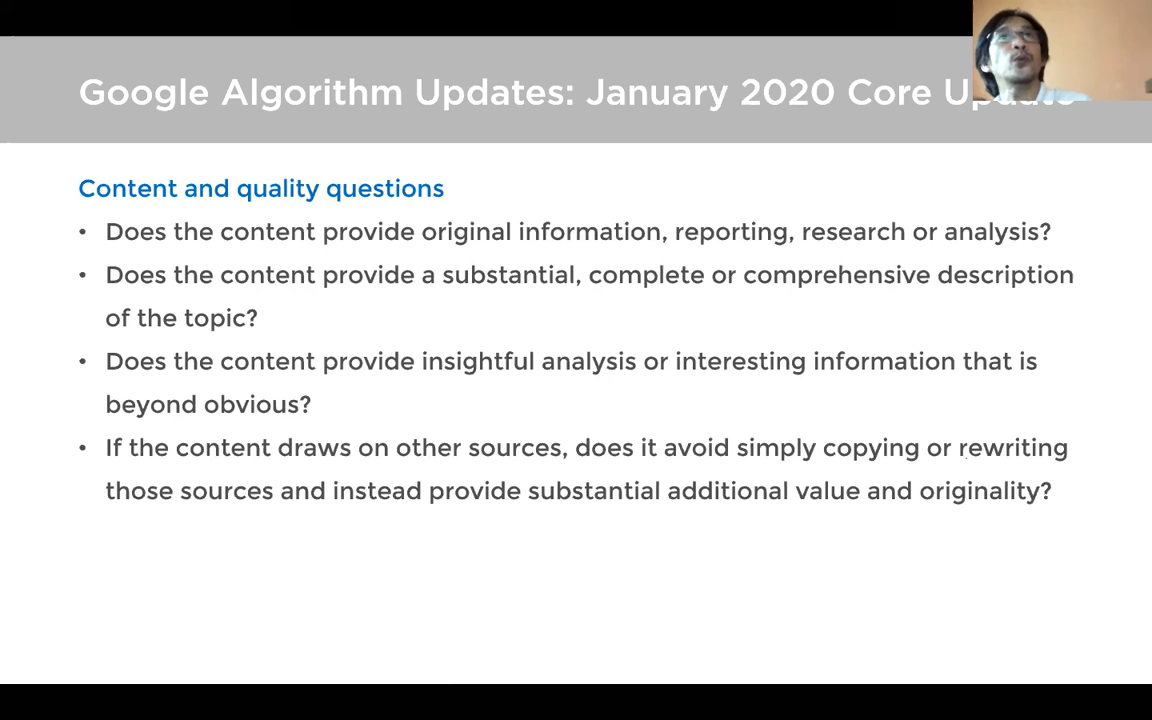 Google Algorithm Updates: January 2020 Core
Content and quality questions
• Does the content provide original information, reporting, research or analysis?
• Does the content provide a substantial, complete or comprehensive description
of the topic?
• Does the content provide insightful analysis or interesting information that is
beyond obvious?
• If the content draws on other sources, does it avoid simply copying or rewriting
those sources and instead provide substantial additional value and originality?